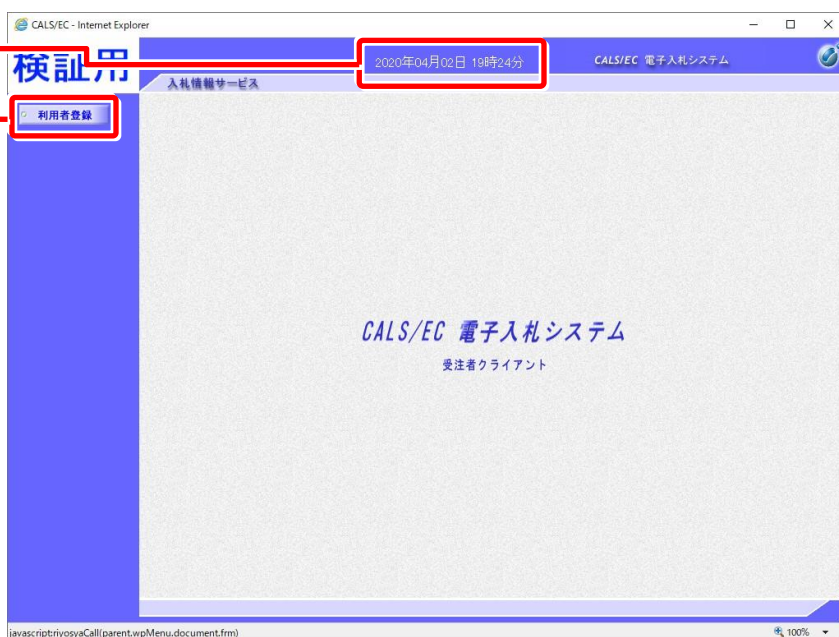 CALS/EC - Internet Explorer
検証用
2020年04月02日 19時24分
CALS/EC 電子入札システム
入札情報サービス
利用者登録
CALS/EC 電子入札システム
受注者クライアント
javascript:riyosyaCall(parent.wpMenu.document.frm)
100%